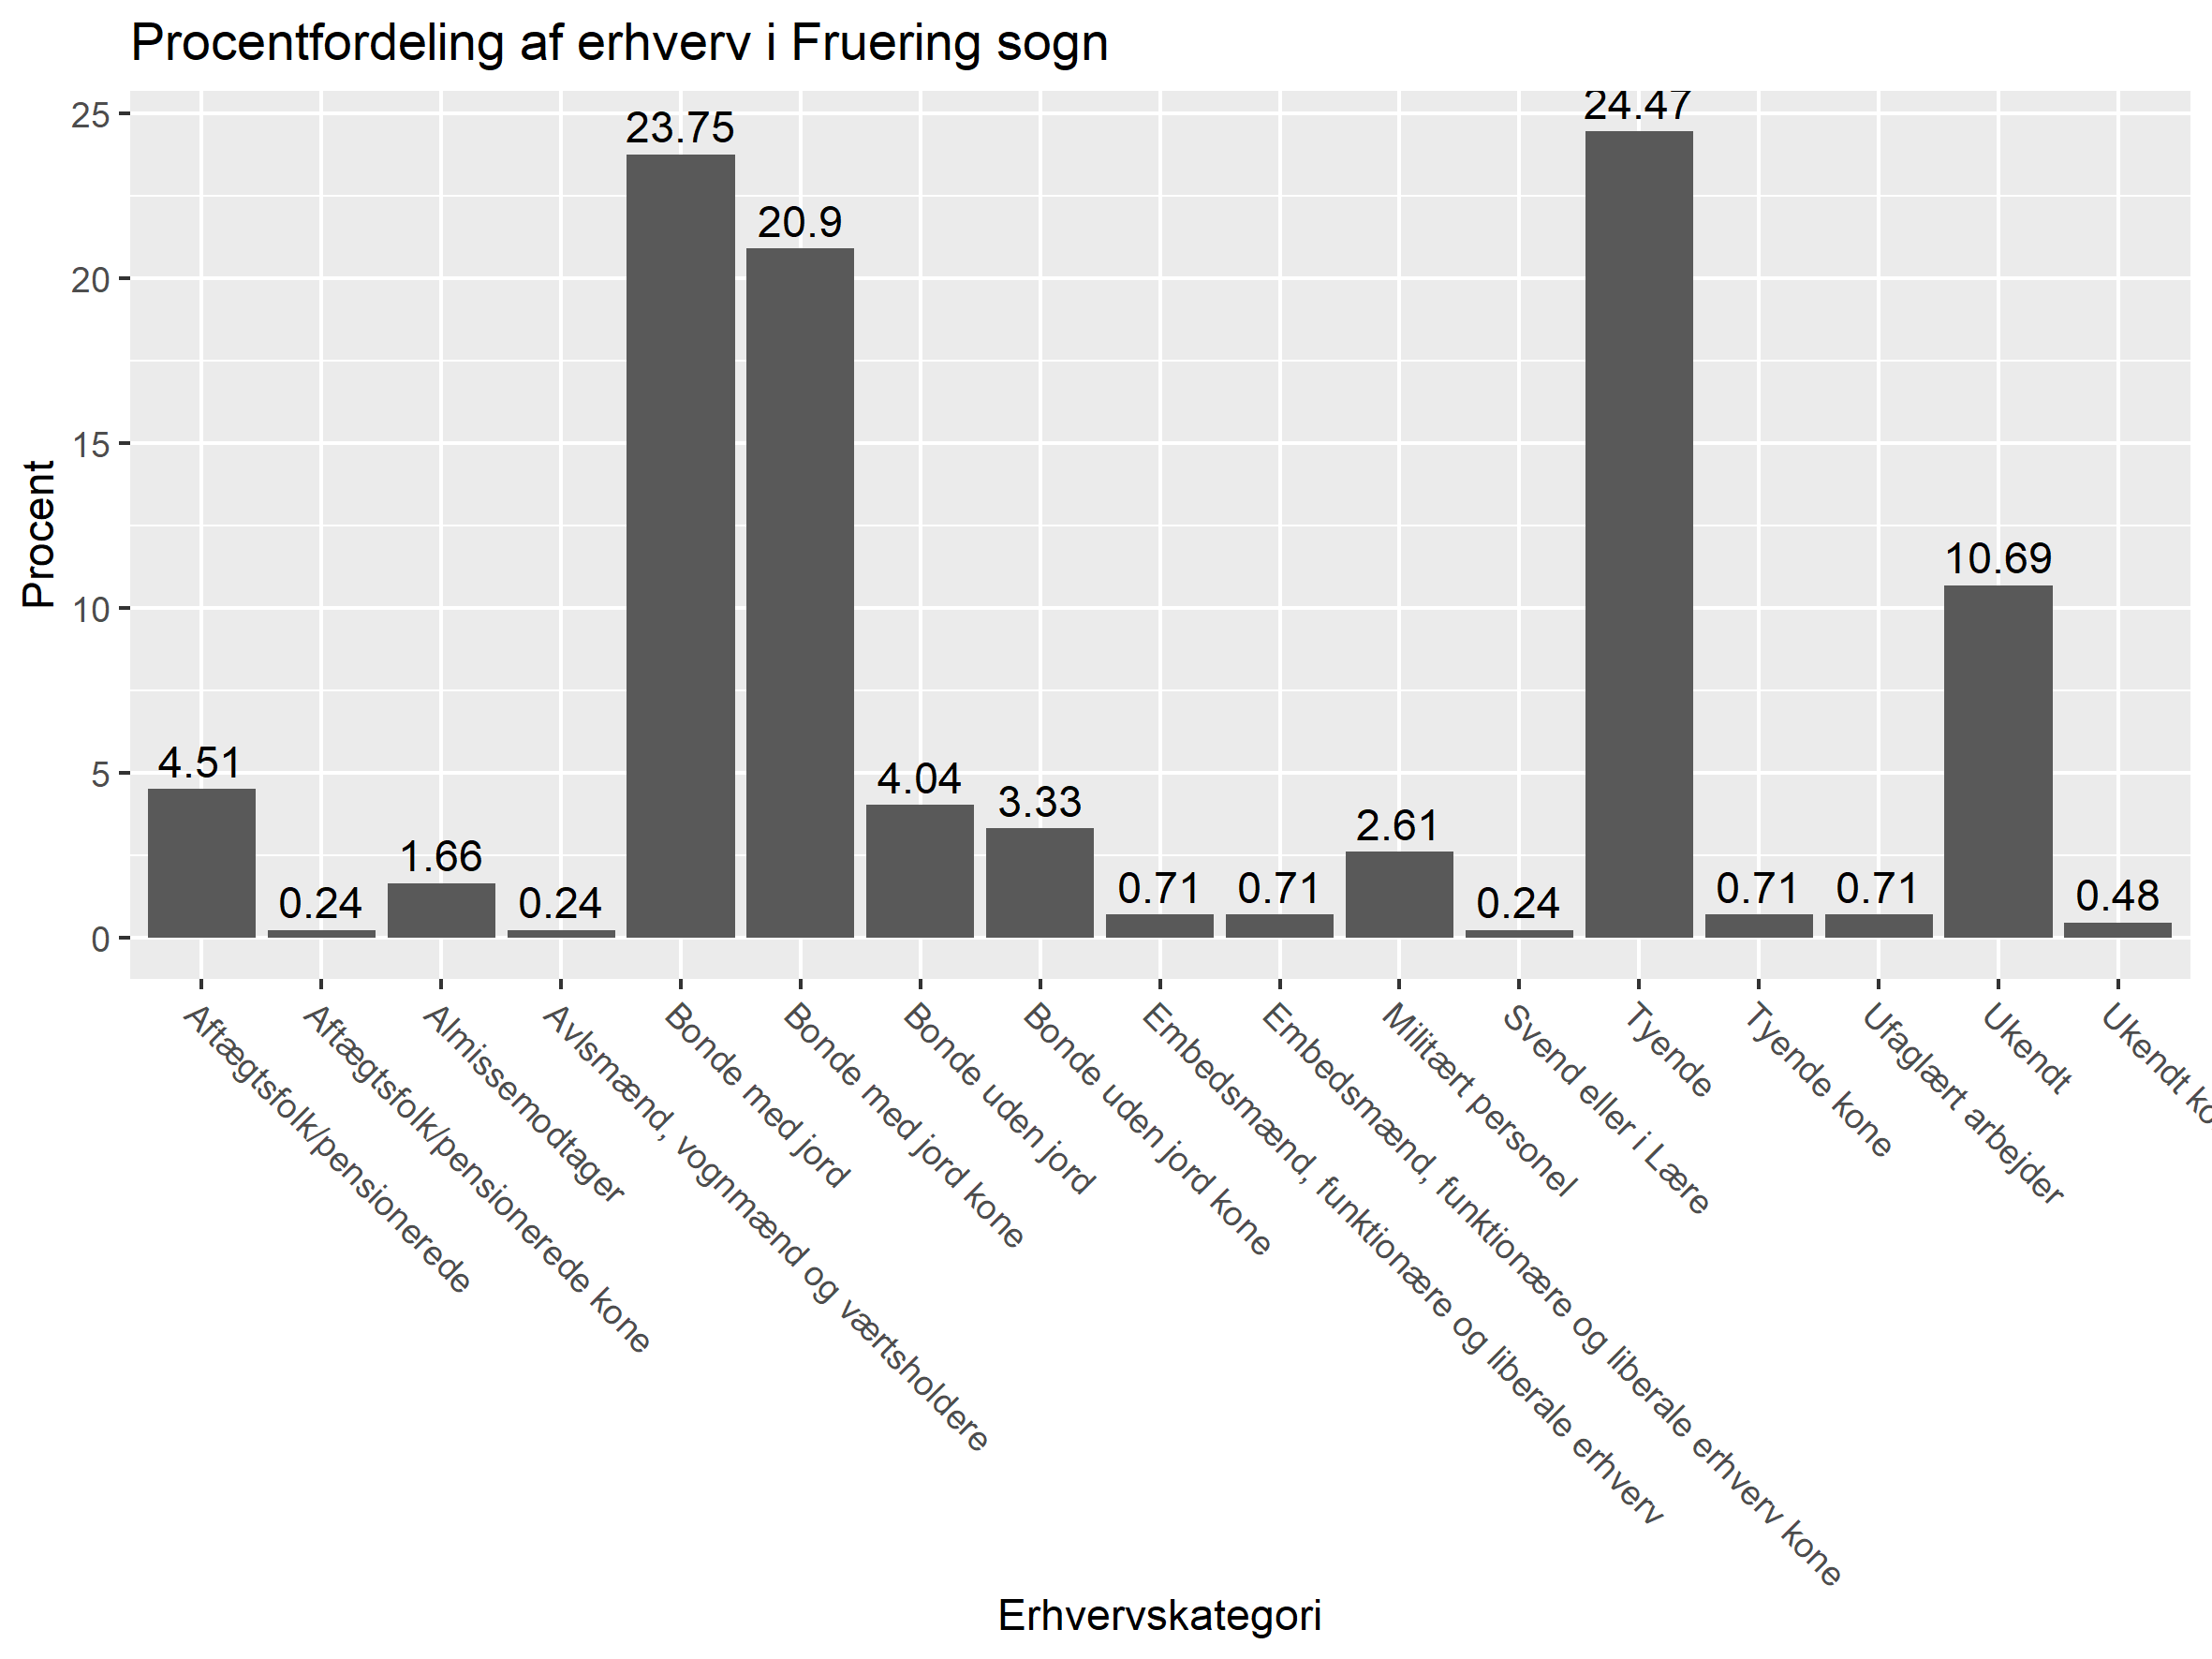 Procentfordeling af erhverv i Fruering sogn
Procent
25
20
15
10
5
0
4.51
0.24
1.66
0.24
23.75
20.9
4.04
3.33
0.71
0.71
2.61
0.24
24.47
0.71
0.71
10.69
0.48
Aftægtsfolk/pensionerede
Aftægtsfolk/pensionerede kone
Almissemodtager
Avlsmænd, vognmænd og værtsholdere
Bonde med jord
Bonde med jord kone
Bonde uden jord
Bonde uden jord kone
Embedsmænd, funktionære og liberale erhverv
Embedsmænd, funktionære og liberale erhverv kone
Militært personel
Svend eller i Lære
Tyende
Tyende kone
Ufaglært arbejder
Ukendt
Ukendt
Erhvervskategori